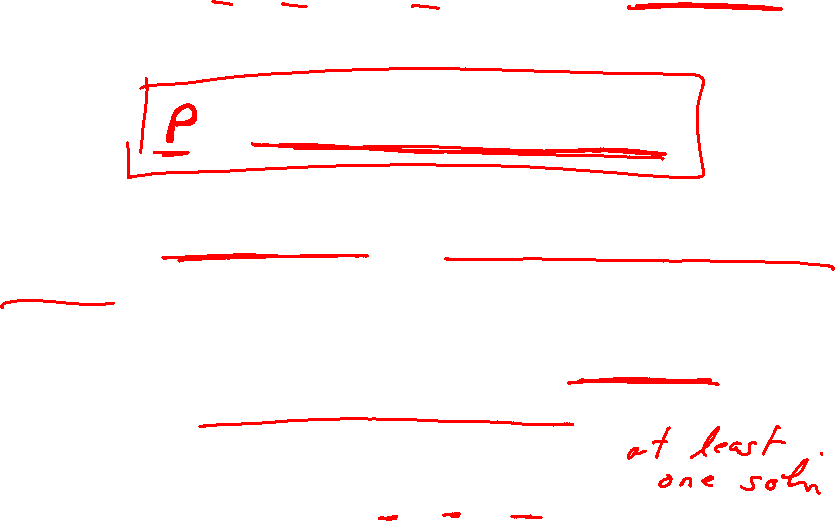 P
at least
one soln